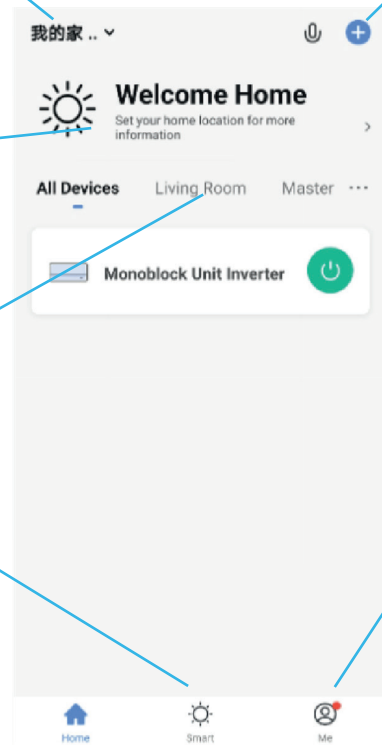 我的家 ..
Welcome Home
Set your home location for more
information
All Devices Living Room Master ...
Monoblock Unit Inverter
Home Smart Me